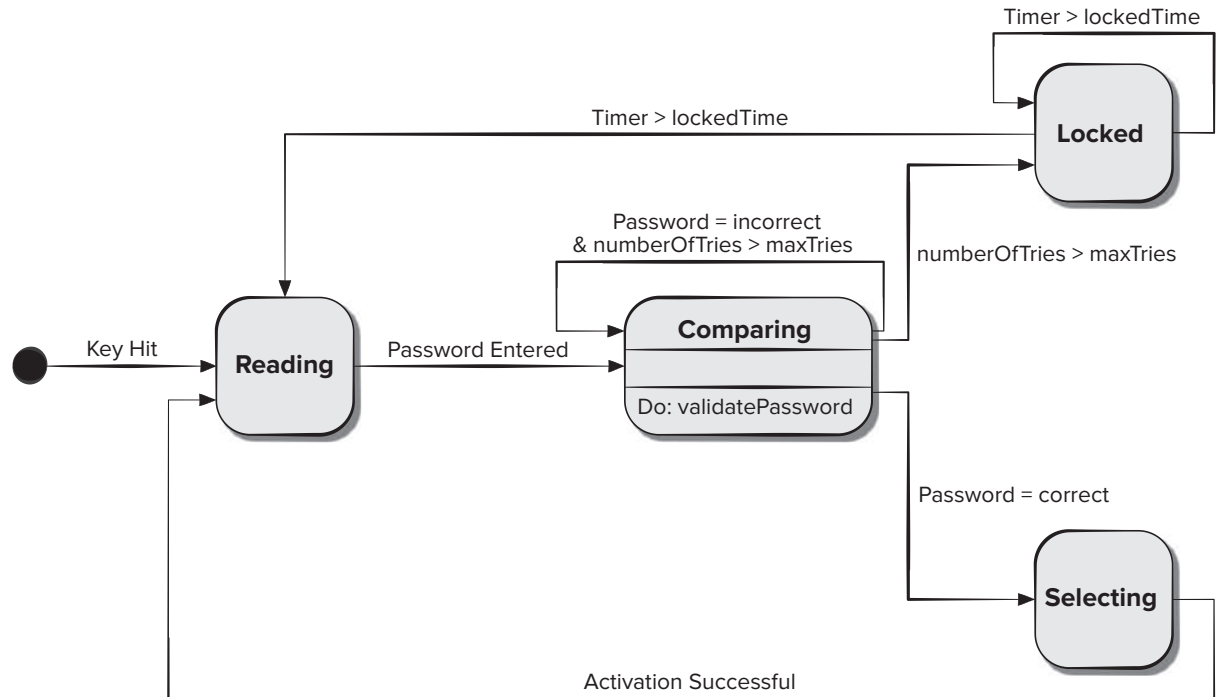 Timer > lockedTime
Timer > lockedTime
Locked
Password = incorrect
& numberOfTries > maxTries
numberOfTries > maxTries
Comparing
Key Hit
Reading
Password Entered
Do: validatePassword
Password = correct
Selecting
Activation Successful